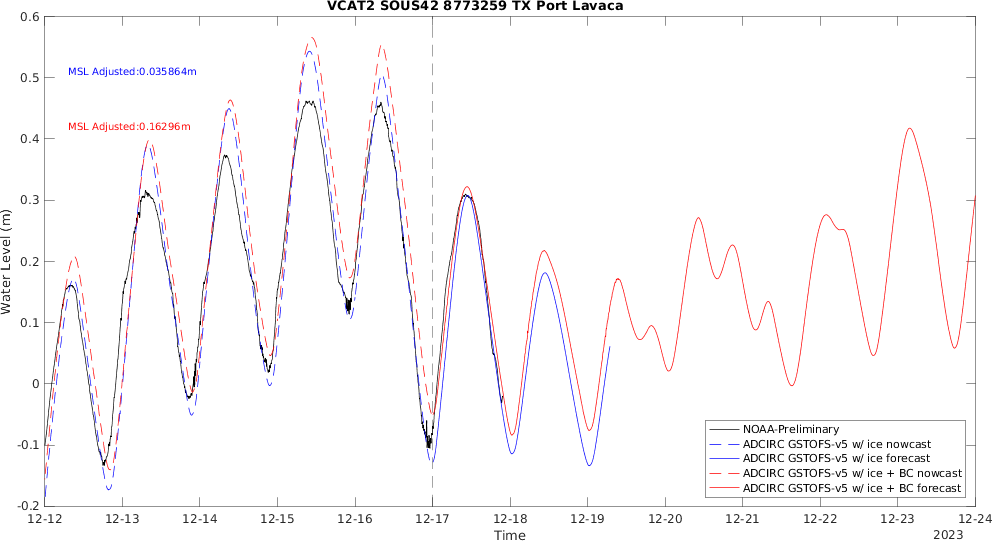 VCAT2 SOUS42 8773259 TX Port Lavaca
0.6
0.5
0.4
0.3
0.2
0.1
0
-0.1
-0.2
Water Level (m)
MSL Adjusted:0.035864m
MSL Adjusted:0.16296m
NOAA-Preliminary
ADCIRC GSTOFS-v5 w/ ice nowcast
ADCIRC GSTOFS-v5 w/ ice forecast
ADCIRC GSTOFS-v5 w/ ice + BC nowcast
ADCIRC GSTOFS-v5 w/ ice + BC forecast
12-12 12-13 12-14 12-15 12-16 12-17 12-18 12-19 12-20 12-21 12-22 12-23 12-24
Time
2023